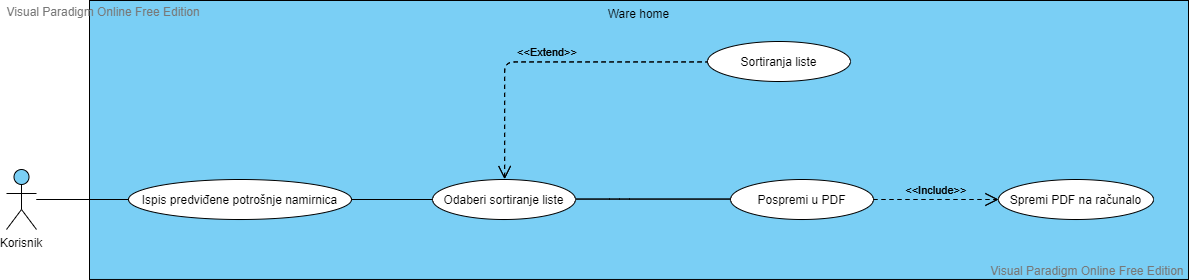 Visual Paradigm Online Free Edition
Ware home
<<Extend>>
Sortiranja liste
Ispis predviđene potrošnje namirnica
Odaberi sortiranje liste
Pospremi u PDF
<<Include>>
Spremi PDF na računalo
Korisnik
Visual Paradigm Online Free Edition